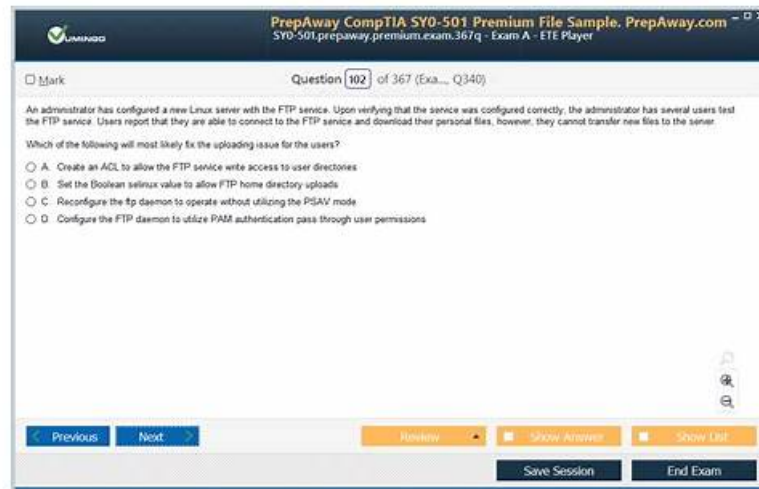 VUMINGO
PrepAway CompTIA SY0-501 Premium File Sample. PrepAway.com
SY0-501.prepaway.premium.exam.367q - Exam A - ETE Player
Mark
Question 102 of 367 (Exa..., Q340)
An administrator has configured a new Linux server with the FTP service. Upon verifying that the service was configured correctly, the administrator has several users test
the FTP service. Users report that they are able to connect to the FTP service and download their personal files, however, they cannot transfer new files to the server.
Which of the following will most likely fix the uploading issue for the users?
A. Create an ACL to allow the FTP service write access to user directories
B. Set the Boolean selinux value to allow FTP home directory uploads
C. Reconfigure the ftp daemon to operate without utilizing the PSAV mode
D. Configure the FTP daemon to utilize PAM authentication pass through user permissions
Previous
Next
Review
Show Answer
Show List
Save Session
End Exam